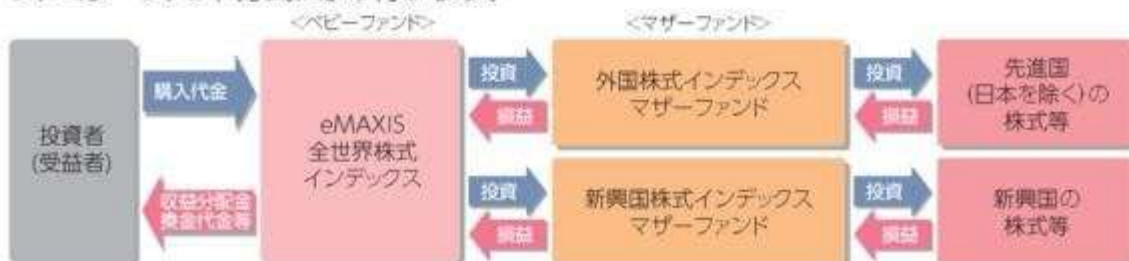 <ベビーファンド>
<マザーファンド>
投資者
(受益者)
購入代金
収益分配金
換金代金等
eMAXIS
全世界株式
インデックス
投資
損益
外国株式インデックス
マザーファンド
投資
損益
先進国
(日本を除く)の
株式等
投資
損益
新興国株式インデックス
マザーファンド
投資
損益
新興国の
株式等